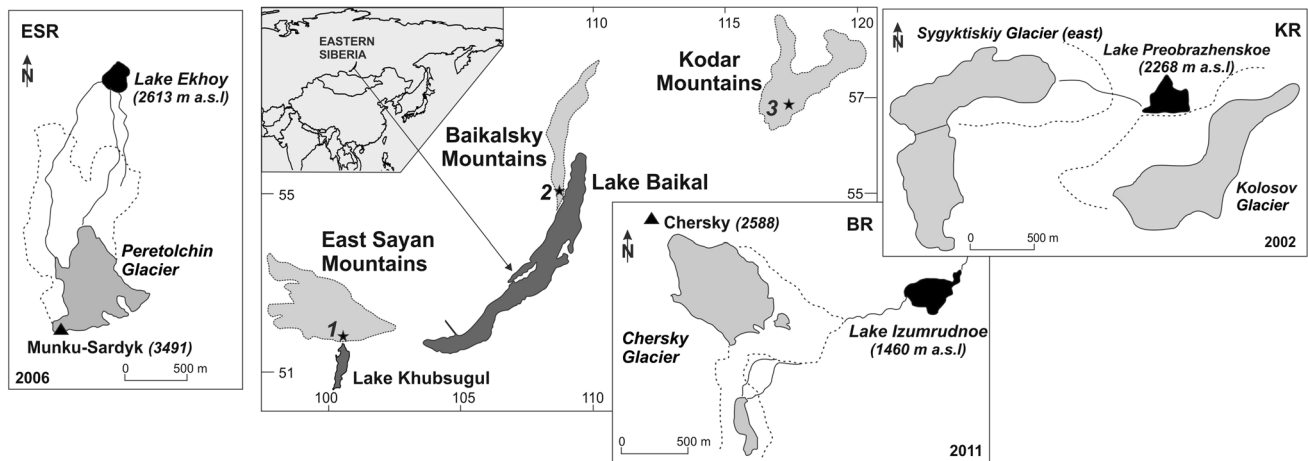 ESR
N
Lake Ekhoy
(2613 m a.s.l)
Peretolchin
Glacier
Munku-Sardyk (3491)
0 500 m
2006
110 115 120
EASTERN
SIBERIA
Kodar
Mountains
3
57
Baikalsky
Mountains
2
Lake Baikal
55
55
East Sayan
Mountains
1
Lake Khubsugul
51
100 105 110
KR
N
Sygyktiskiy Glacier (east)
Lake Preobrazhenskoe
(2268 m a.s.l)
Kolosov
Glacier
0 500 m
2002
Chersky (2588)
BR
N
Chersky
Glacier
Lake Izumrudnoe
(1460 m a.s.l)
0 500 m
2011